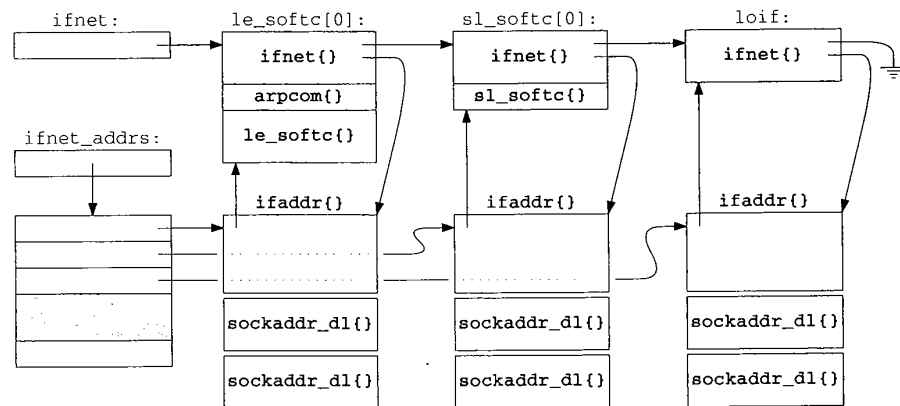 ifnet: le_softc[0]: sl_softc[0]: loif:
ifnet{} ifnet{} ifnet{}
arpcom{} sl_softc{}
le_softc{}
ifnet_addrs:
ifaddr{} ifaddr{} ifaddr{}
sockaddr_dl{} sockaddr_dl{} sockaddr_dl{}
sockaddr_dl{} sockaddr_dl{} sockaddr_dl{}